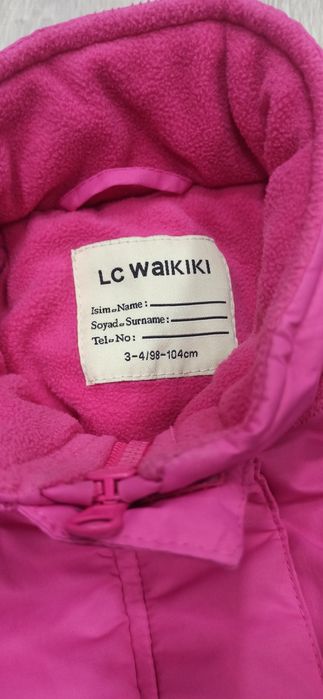 LC WAIKIKI
Isim-Name:
Soyad-Surname:
Tel-No:
3-4/98-104cm